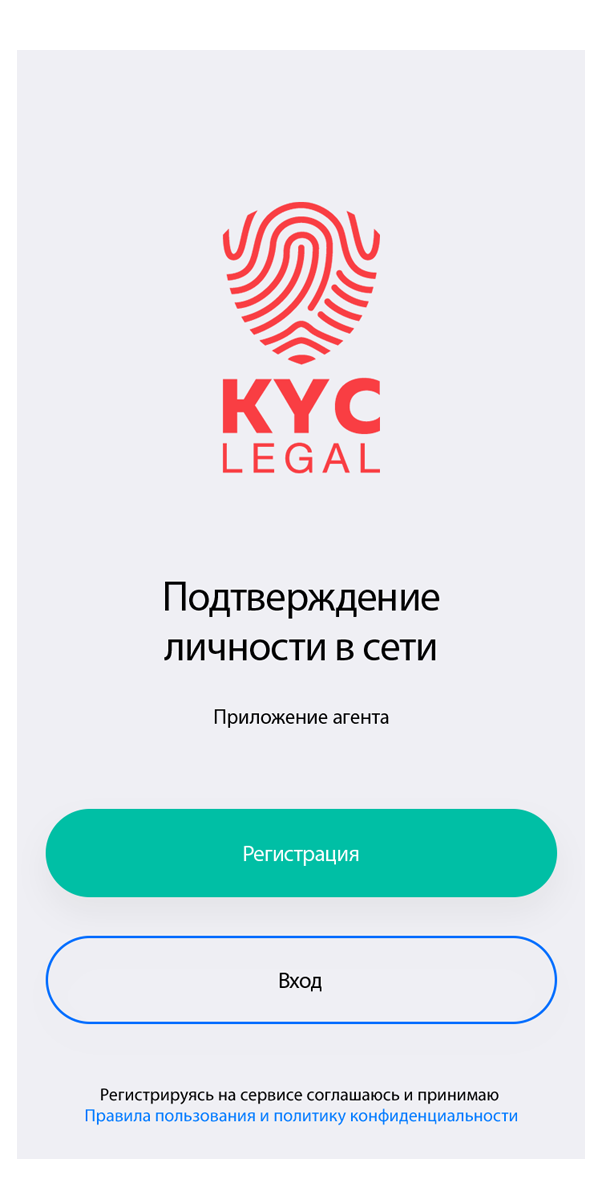 KYC
LEGAL
Подтверждение
личности в сети
Приложение агента
Регистрация
Вход
Регистрируясь на сервисе соглашаюсь и принимаю
Правила пользования и политику конфиденциальности